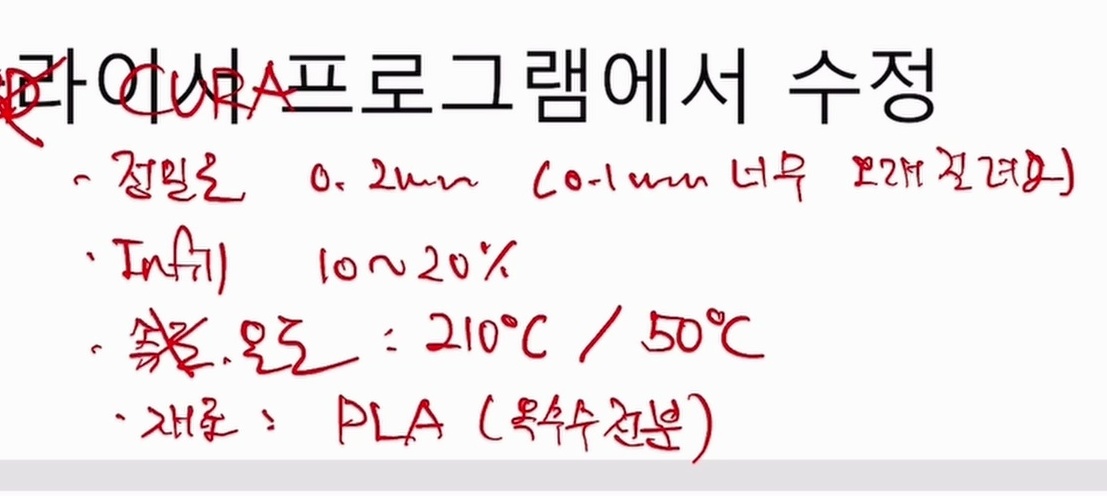 라이서 프로그램에서 수정
CURA
· 정밀도 0.2mm (0.1mm 너무 오래 걸려요)
· Infill 10~20%
· 온도 : 210℃ / 50℃
· 재료 : PLA (옥수수전분)